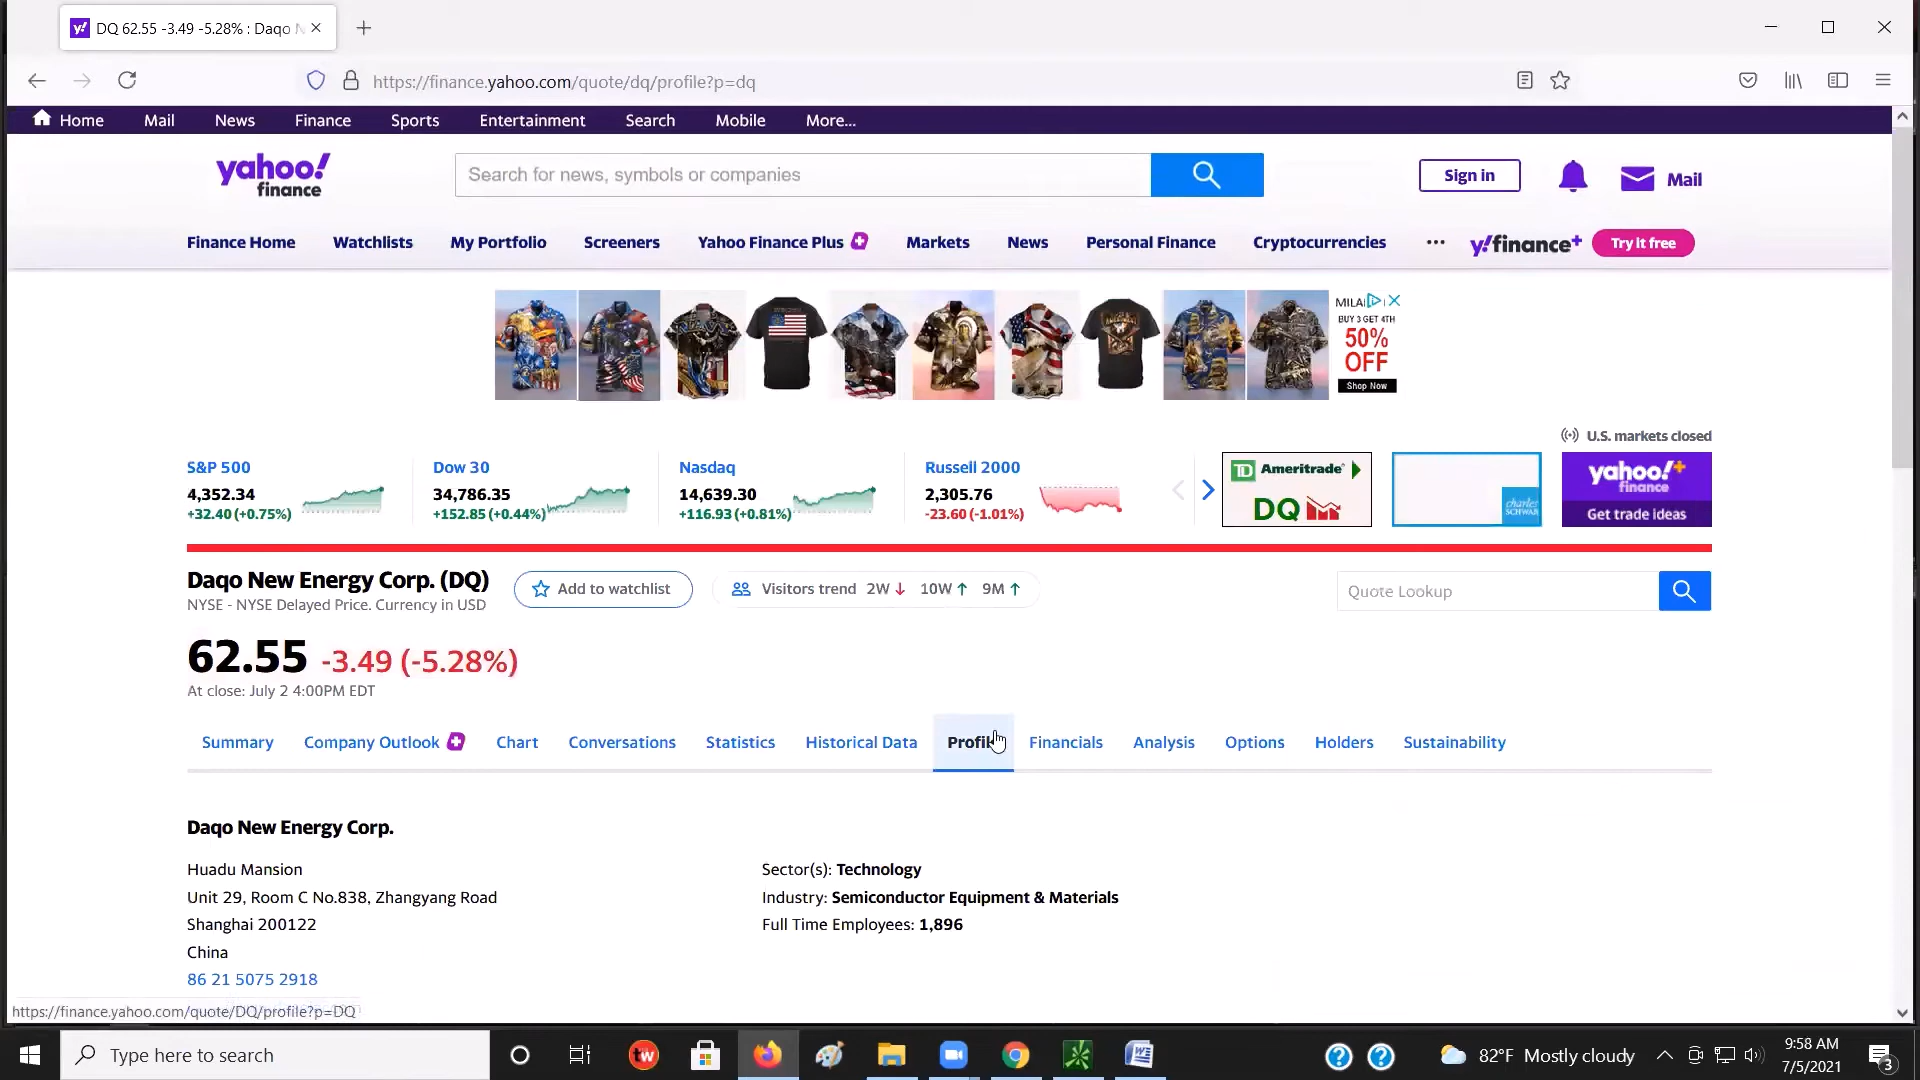 DQ 62.55 -3.49 -5.28% : Daqo N
https://finance.yahoo.com/quote/dq/profile?p=dq
Home Mail News Finance Sports Entertainment Search Mobile More...
yahoo!
finance
Search for news, symbols or companies
Sign in
Mail
Finance Home Watchlists My Portfolio Screeners Yahoo Finance Plus Markets News Personal Finance Cryptocurrencies ... y!finance+ Try it free
BUY 3 GET 4TH
50%
OFF
Shop Now
U.S. markets closed
S&P 500
4,352.34
+32.40 (+0.75%)
Dow 30
34,786.35
+152.85 (+0.44%)
Nasdaq
14,639.30
+116.93 (+0.81%)
Russell 2000
2,305.76
-23.60 (-1.01%)
TD Ameritrade
DQ
charles
SCHWAB
yahoo!+
finance
Get trade ideas
Daqo New Energy Corp. (DQ)
NYSE - NYSE Delayed Price. Currency in USD
Add to watchlist
Visitors trend 2W↓ 10W↑ 9M↑
Quote Lookup
62.55 -3.49 (-5.28%)
At close: July 2 4:00PM EDT
Summary Company Outlook Chart Conversations Statistics Historical Data Profile Financials Analysis Options Holders Sustainability
Daqo New Energy Corp.
Huadu Mansion
Unit 29, Room C No.838, Zhangyang Road
Shanghai 200122
China
86 21 5075 2918
Sector(s): Technology
Industry: Semiconductor Equipment & Materials
Full Time Employees: 1,896
https://finance.yahoo.com/quote/DQ/profile?p=DQ
Type here to search
tw
82°F Mostly cloudy
9:58 AM
7/5/2021
3